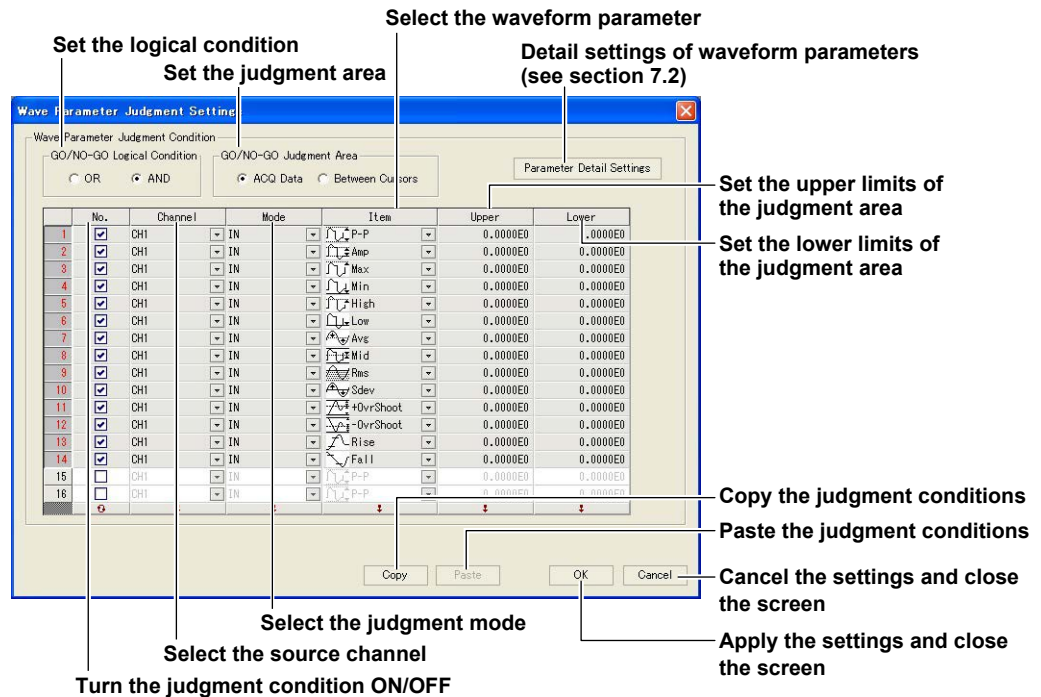 Select the waveform parameter
Set the logical condition
Detail settings of waveform parameters
(see section 7.2)
Set the judgment area
Wave Parameter Judgment Setting
Wave Parameter Judgment Condition
GO/NO-GO Logical Condition
OR AND
GO/NO-GO Judgment Area
ACQ Data Between Cursors
Parameter Detail Settings
Set the upper limits of
the judgment area
Set the lower limits of
the judgment area
No. Channel Mode Item Upper Lower
1 CH1 IN P-P 0.0000E0 .0000E0
2 CH1 IN Amp 0.0000E0 0.0000E0
3 CH1 IN Max 0.0000E0 0.0000E0
4 CH1 IN Min 0.0000E0 0.0000E0
5 CH1 IN High 0.0000E0 0.0000E0
6 CH1 IN Low 0.0000E0 0.0000E0
7 CH1 IN Avg 0.0000E0 0.0000E0
8 CH1 IN Mid 0.0000E0 0.0000E0
9 CH1 IN Rms 0.0000E0 0.0000E0
10 CH1 IN Sdev 0.0000E0 0.0000E0
11 CH1 IN +OvrShoot 0.0000E0 0.0000E0
12 CH1 IN -OvrShoot 0.0000E0 0.0000E0
13 CH1 IN Rise 0.0000E0 0.0000E0
14 CH1 IN Fall 0.0000E0 0.0000E0
15 CH1 IN P-P 0.0000E0 0.0000E0
16 CH1 IN P-P 0.0000E0 0.0000E0
Copy the judgment conditions
Paste the judgment conditions
Copy Paste OK Cancel
Cancel the settings and close
the screen
Select the judgment mode
Apply the settings and close
the screen
Select the source channel
Turn the judgment condition ON/OFF